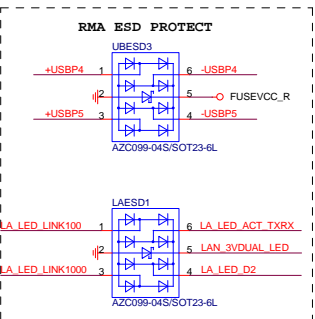 RMA ESD PROTECT
UBESD3
+USBP4 1 6 -USBP4
2 5 FUSEVCC_R
+USBP5 3 4 -USBP5
AZC099-04S/SOT23-6L
LAESD1
LA_LED_LINK100 1 6 LA_LED_ACT_TXRX
2 5 LAN_3VDUAL_LED
LA_LED_LINK1000 3 4 LA_LED_D2
AZC099-04S/SOT23-6L